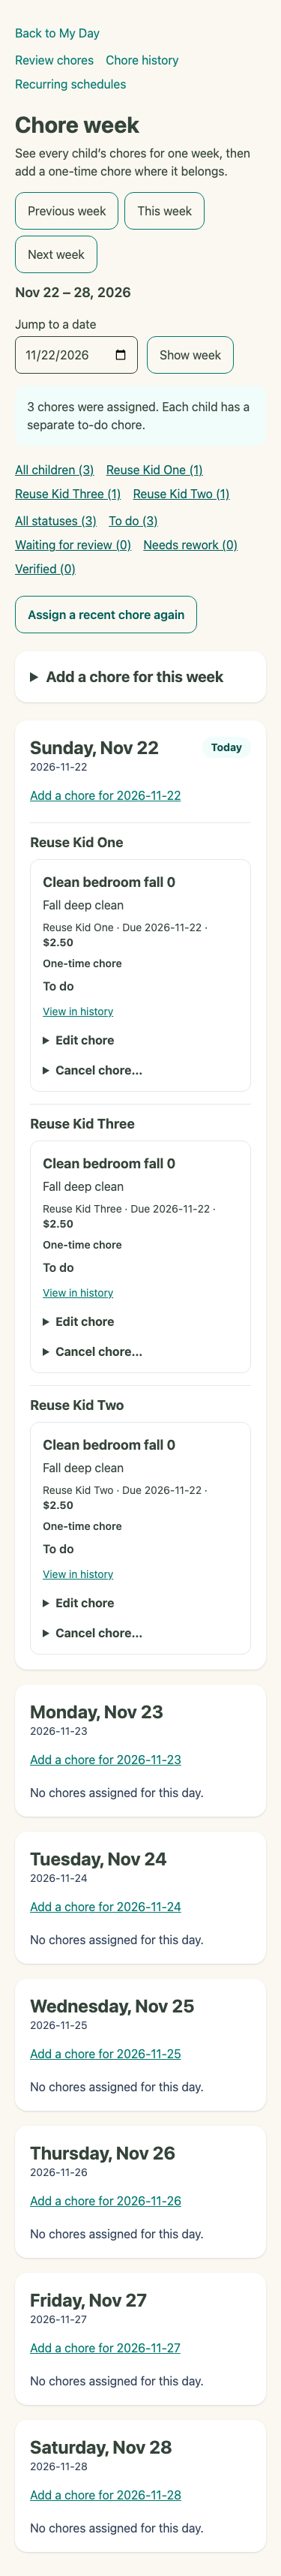 Back to My Day
Review chores Chore history
Recurring schedules
Chore week
See every child's chores for one week, then
add a one-time chore where it belongs.
Previous week This week
Next week
Nov 22 – 28, 2026
Jump to a date
11/22/2026 Show week
3 chores were assigned. Each child has a
separate to-do chore.
All children (3) Reuse Kid One (1)
Reuse Kid Three (1) Reuse Kid Two (1)
All statuses (3) To do (3)
Waiting for review (0) Needs rework (0)
Verified (0)
Assign a recent chore again
Add a chore for this week
Sunday, Nov 22 Today
2026-11-22
Add a chore for 2026-11-22
Reuse Kid One
Clean bedroom fall 0
Fall deep clean
Reuse Kid One · Due 2026-11-22 ·
$2.50
One-time chore
To do
View in history
Edit chore
Cancel chore...
Reuse Kid Three
Clean bedroom fall 0
Fall deep clean
Reuse Kid Three · Due 2026-11-22 ·
$2.50
One-time chore
To do
View in history
Edit chore
Cancel chore...
Reuse Kid Two
Clean bedroom fall 0
Fall deep clean
Reuse Kid Two · Due 2026-11-22 ·
$2.50
One-time chore
To do
View in history
Edit chore
Cancel chore...
Monday, Nov 23
2026-11-23
Add a chore for 2026-11-23
No chores assigned for this day.
Tuesday, Nov 24
2026-11-24
Add a chore for 2026-11-24
No chores assigned for this day.
Wednesday, Nov 25
2026-11-25
Add a chore for 2026-11-25
No chores assigned for this day.
Thursday, Nov 26
2026-11-26
Add a chore for 2026-11-26
No chores assigned for this day.
Friday, Nov 27
2026-11-27
Add a chore for 2026-11-27
No chores assigned for this day.
Saturday, Nov 28
2026-11-28
Add a chore for 2026-11-28
No chores assigned for this day.